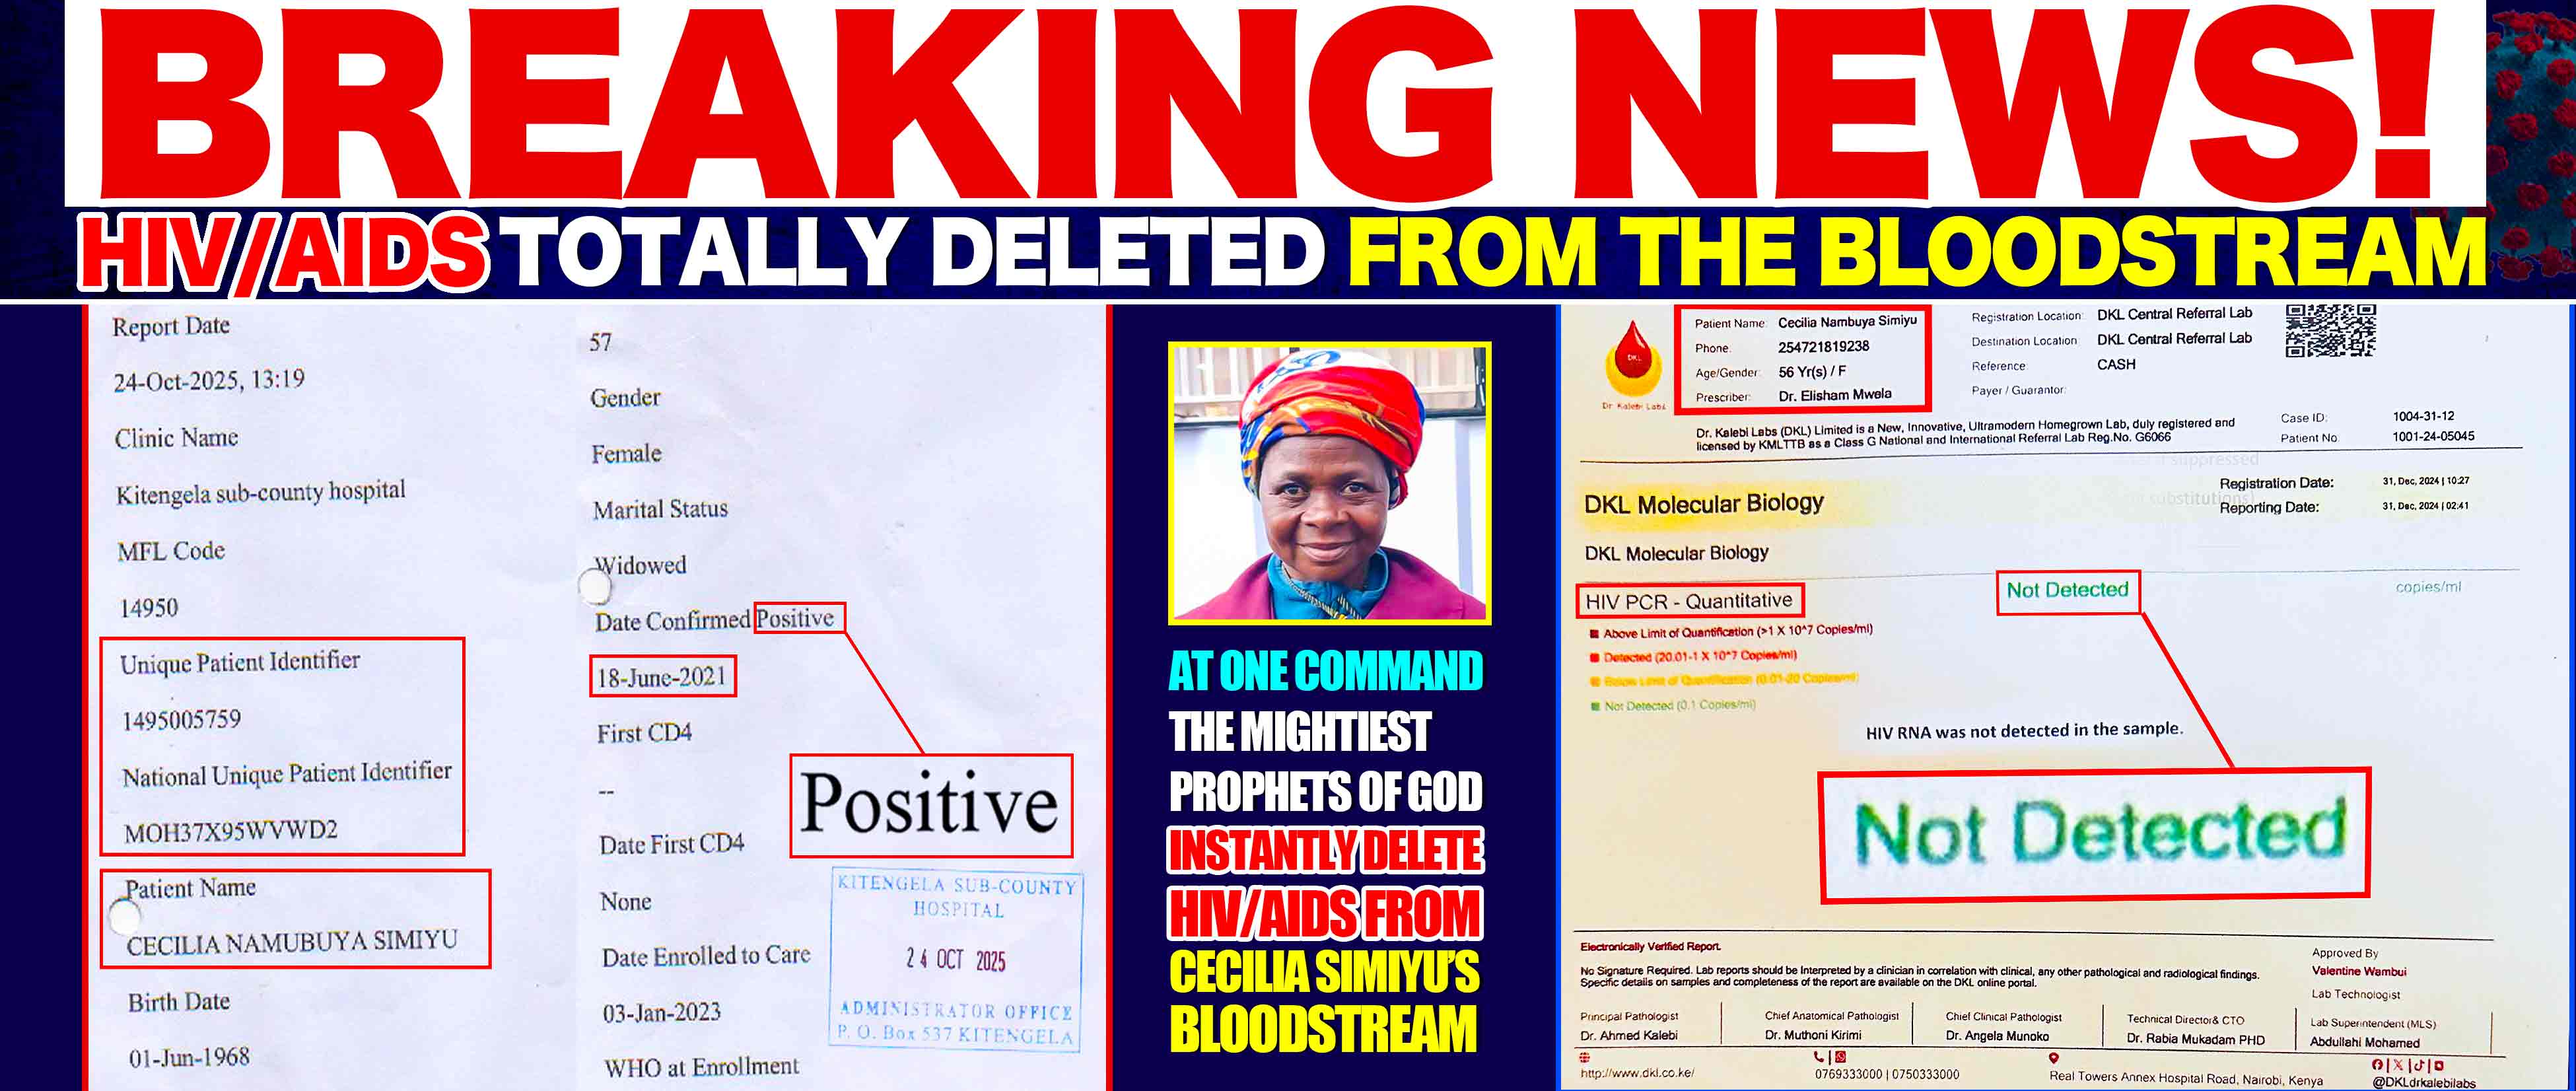 BREAKING NEWS!
HIV/AIDS TOTALLY DELETED FROM THE BLOODSTREAM
Report Date
24-Oct-2025, 13:19
Clinic Name
Kitengela sub-county hospital
MFL Code
14950
Unique Patient Identifier
1495005759
National Unique Patient Identifier
MOH37X95WVWD2
Patient Name
CECILIA NAMUBUYA SIMIYU
Birth Date
01-Jun-1968
57
Gender
Female
Marital Status
Widowed
Date Confirmed Positive
18-June-2021
First CD4
--
Positive
Date First CD4
None
Date Enrolled to Care
03-Jan-2023
WHO at Enrollment
KITENGELA SUB-COUNTY
HOSPITAL
24 OCT 2025
ADMINISTRATOR OFFICE
P. O. Box 537 KITENGELA
AT ONE COMMAND
THE MIGHTIEST
PROPHETS OF GOD
INSTANTLY DELETE
HIV/AIDS FROM
CECILIA SIMIYU'S
BLOODSTREAM
DKL
Dr Kalebi Labs
Patient Name: Cecilia Nambuya Simiyu
Phone: 254721819238
Age/Gender: 56 Yr(s) / F
Prescriber: Dr. Elisham Mwela
Registration Location: DKL Central Referral Lab
Destination Location DKL Central Referral Lab
Reference: CASH
Payer / Guarantor:
Dr. Kalebi Labs (DKL) Limited is a New, Innovative, Ultramodern Homegrown Lab, duly registered and
licensed by KMLTTB as a Class G National and International Referral Lab Reg.No. G6066
Case ID: 1004-31-12
Patient No. 1001-24-05045
suppressed
substitutions)
DKL Molecular Biology
Registration Date: 31, Dec, 2024 | 10:27
Reporting Date: 31, Dec, 2024 | 02:41
DKL Molecular Biology
HIV PCR - Quantitative Not Detected copies/ml
Above Limit of Quantification (>1 X 10^7 Copies/ml)
Detected (20.01-1 X 10^7 Copies/ml)
Below Limit of Quantification (0.01-20 Copies/ml)
Not Detected (0.1 Copies/ml)
HIV RNA was not detected in the sample.
Not Detected
Electronically Verified Report.
No Signature Required. Lab reports should be Interpreted by a clinician in correlation with clinical, any other pathological and radiological findings.
Specific details on samples and completeness of the report are available on the DKL online portal.
Approved By
Valentine Wambui
Lab Technologist
Principal Pathologist
Dr. Ahmed Kalebi
Chief Anatomical Pathologist
Dr. Muthoni Kirimi
Chief Clinical Pathologist
Dr. Angela Munoko
Technical Director& CTO
Dr. Rabia Mukadam PHD
Lab Superintendent (MLS)
Abdullahi Mohamed
http://www.dkl.co.ke/
0769333000 | 0750333000
Real Towers Annex Hospital Road, Nairobi, Kenya
@DKLdrkalebilabs